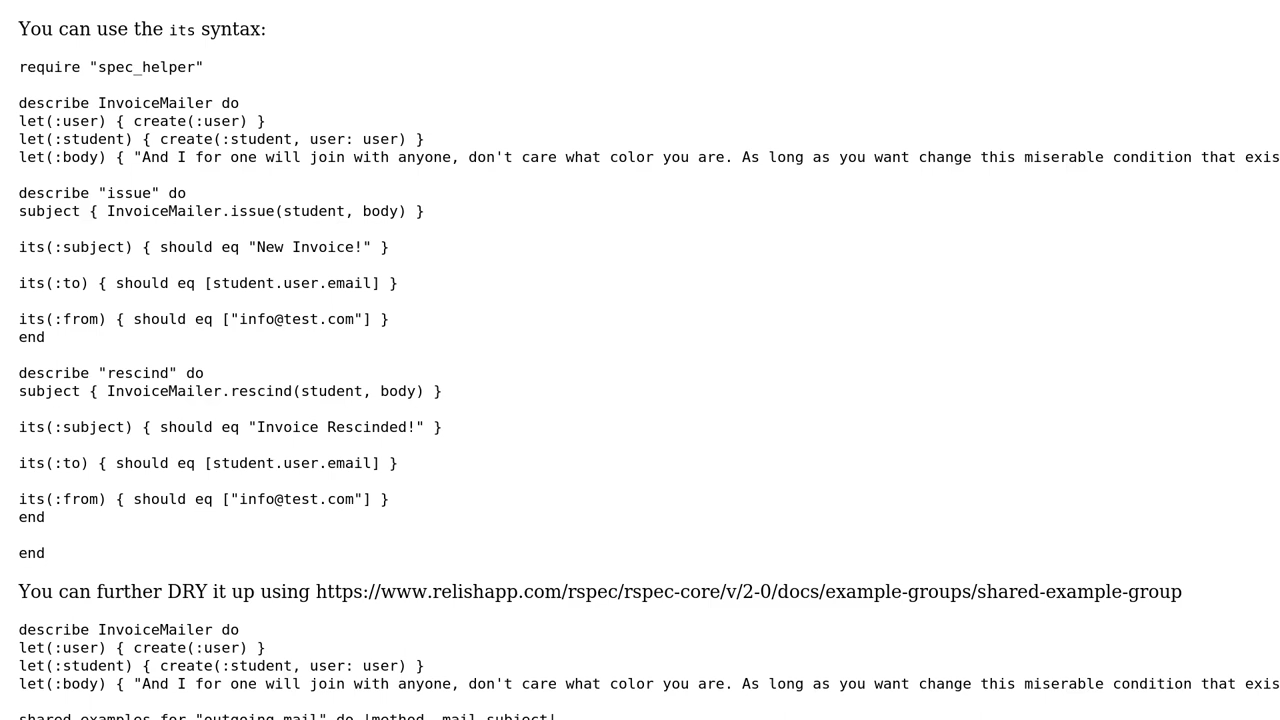 You can use the its syntax:
require "spec_helper"
describe InvoiceMailer do
let(:user) { create(:user) }
let(:student) { create(:student, user: user) }
let(:body) { "And I for one will join with anyone, don't care what color you are. As long as you want change this miserable condition that exis
describe "issue" do
subject { InvoiceMailer.issue(student, body) }
its(:subject) { should eq "New Invoice!" }
its(:to) { should eq [student.user.email] }
its(:from) { should eq ["info@test.com"] }
end
describe "rescind" do
subject { InvoiceMailer.rescind(student, body) }
its(:subject) { should eq "Invoice Rescinded!" }
its(:to) { should eq [student.user.email] }
its(:from) { should eq ["info@test.com"] }
end
end
You can further DRY it up using https://www.relishapp.com/rspec/rspec-core/v/2-0/docs/example-groups/shared-example-group
describe InvoiceMailer do
let(:user) { create(:user) }
let(:student) { create(:student, user: user) }
let(:body) { "And I for one will join with anyone, don't care what color you are. As long as you want change this miserable condition that exis
shared_examples_for "outgoing mail" do |method, mail_subject|